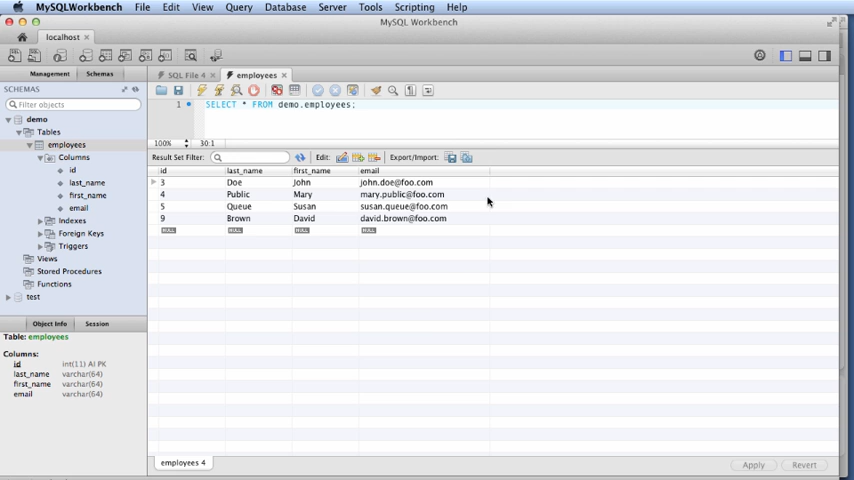 MySQLWorkbench File Edit View Query Database Server Tools Scripting Help
MySQL Workbench
localhost
Management Schemas
SCHEMAS
Filter objects
demo
Tables
employees
Columns
id
last_name
first_name
email
Indexes
Foreign Keys
Triggers
Views
Stored Procedures
Functions
test
Object Info Session
Table: employees
Columns:
id int(11) AI PK
last_name varchar(64)
first_name varchar(64)
email varchar(64)
SQL File 4 employees
1 SELECT * FROM demo.employees;
100% 30:1
Result Set Filter: Edit: Export/Import:
id last_name first_name email
3 Doe John john.doe@foo.com
4 Public Mary mary.public@foo.com
5 Queue Susan susan.queue@foo.com
9 Brown David david.brown@foo.com
NULL NULL NULL NULL
employees 4
Apply Revert